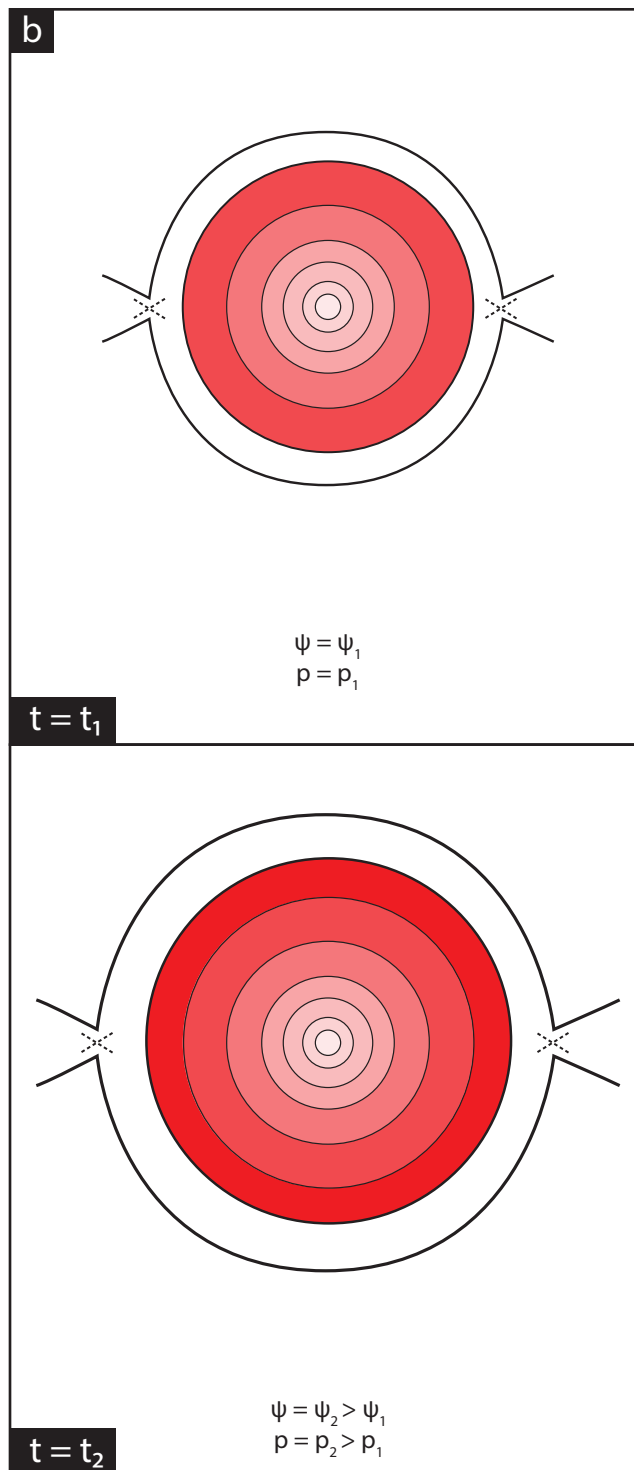 b
ψ = ψ₁
p = p₁
t = t₁
ψ = ψ₂ > ψ₁
p = p₂ > p₁
t = t₂